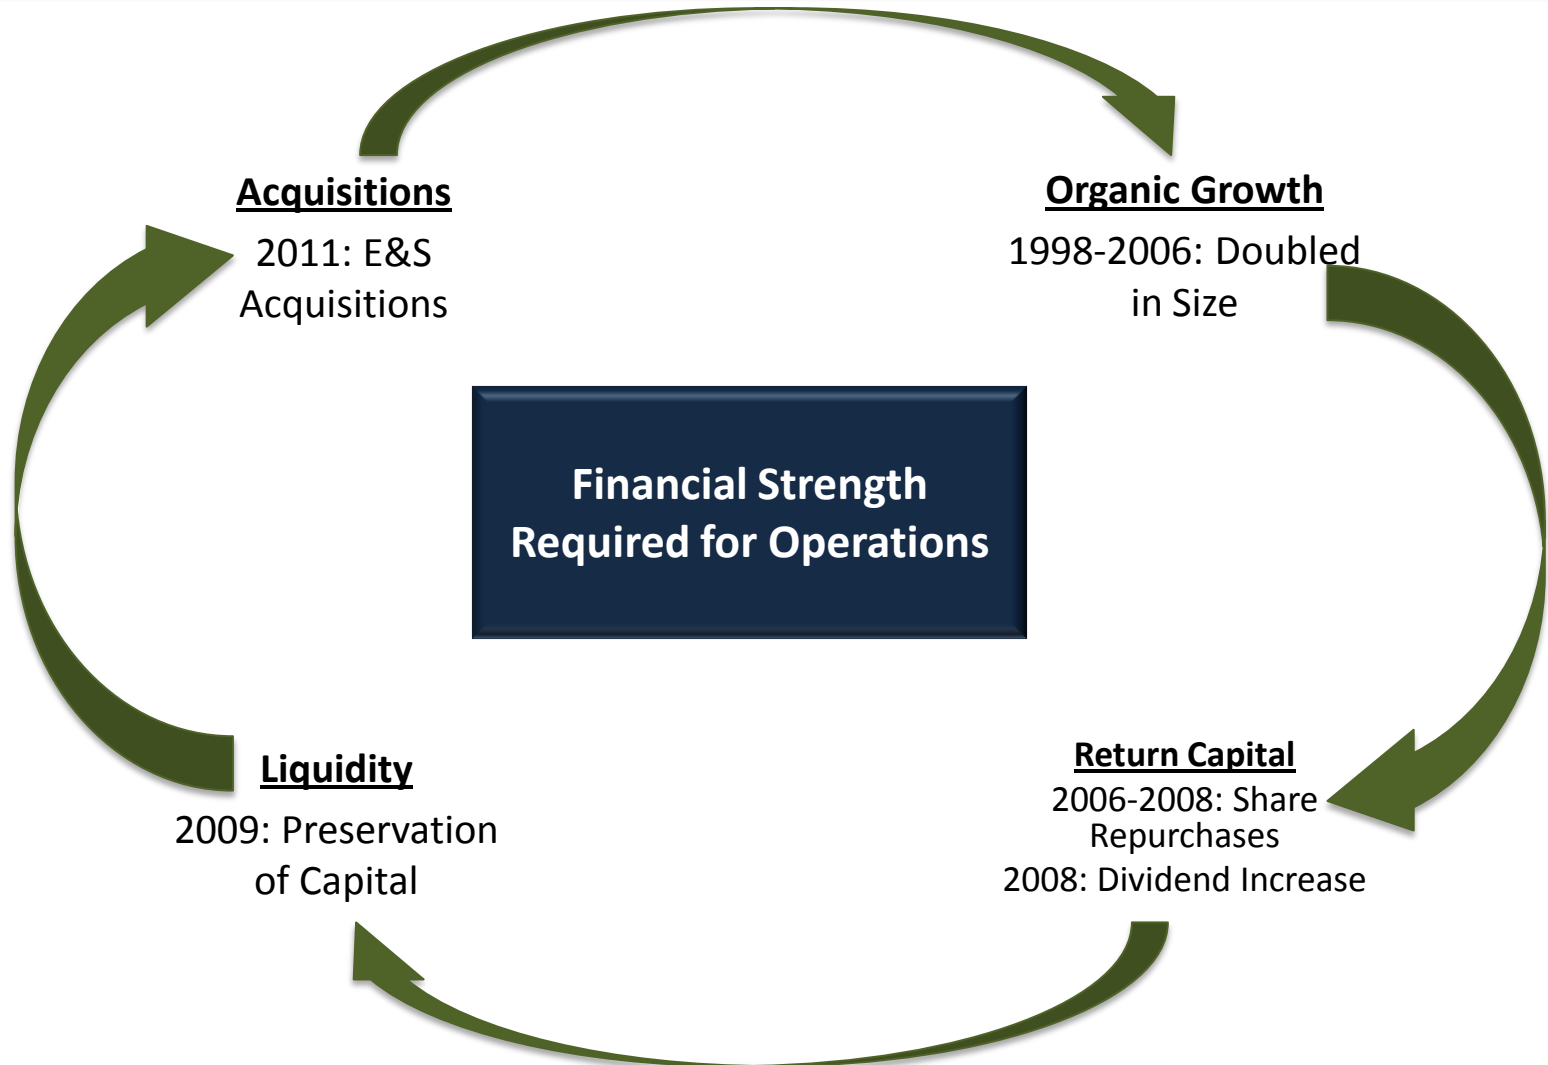 Acquisitions
2011: E&S
Acquisitions
Organic Growth
1998-2006: Doubled
in Size
Financial Strength
Required for Operations
Liquidity
2009: Preservation
of Capital
Return Capital
2006-2008: Share
Repurchases
2008: Dividend Increase